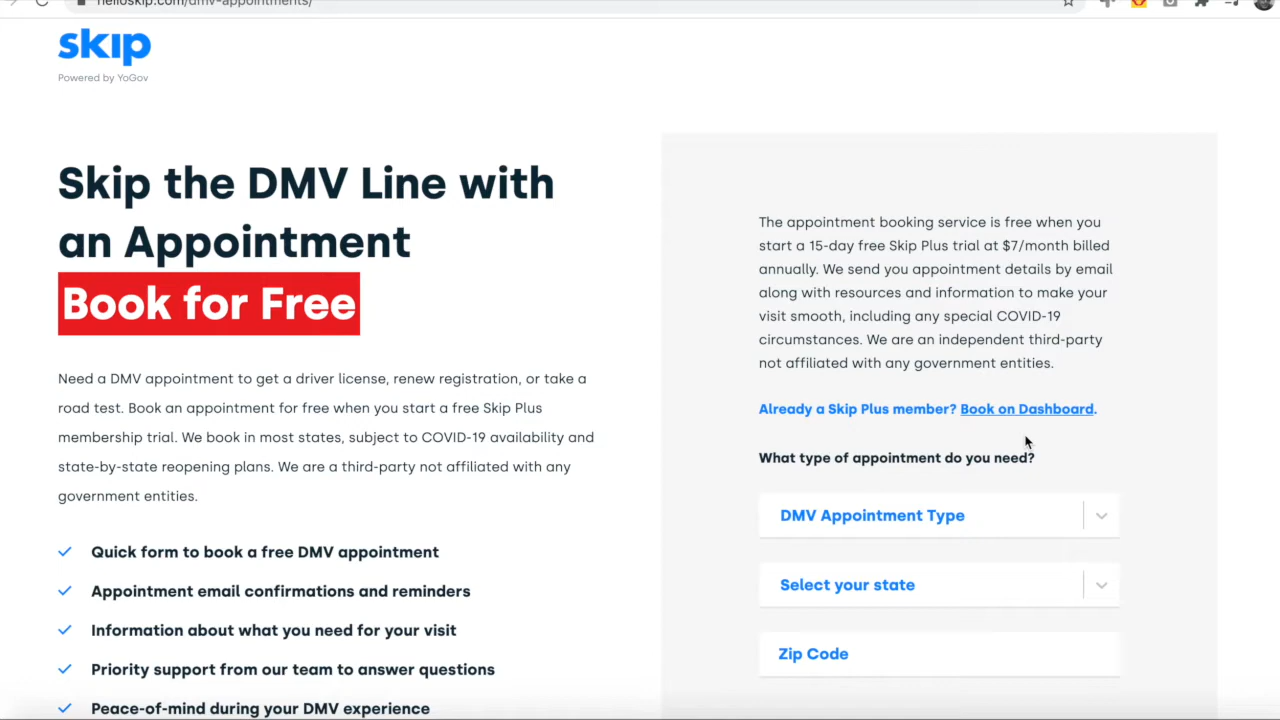 helloskip.com/dmv-appointments/
skip
Powered by YoGov
Skip the DMV Line with
an Appointment
Book for Free
Need a DMV appointment to get a driver license, renew registration, or take a
road test. Book an appointment for free when you start a free Skip Plus
membership trial. We book in most states, subject to COVID-19 availability and
state-by-state reopening plans. We are a third-party not affiliated with any
government entities.
Quick form to book a free DMV appointment
Appointment email confirmations and reminders
Information about what you need for your visit
Priority support from our team to answer questions
Peace-of-mind during your DMV experience
The appointment booking service is free when you
start a 15-day free Skip Plus trial at $7/month billed
annually. We send you appointment details by email
along with resources and information to make your
visit smooth, including any special COVID-19
circumstances. We are an independent third-party
not affiliated with any government entities.
Already a Skip Plus member? Book on Dashboard.
What type of appointment do you need?
DMV Appointment Type
Select your state
Zip Code